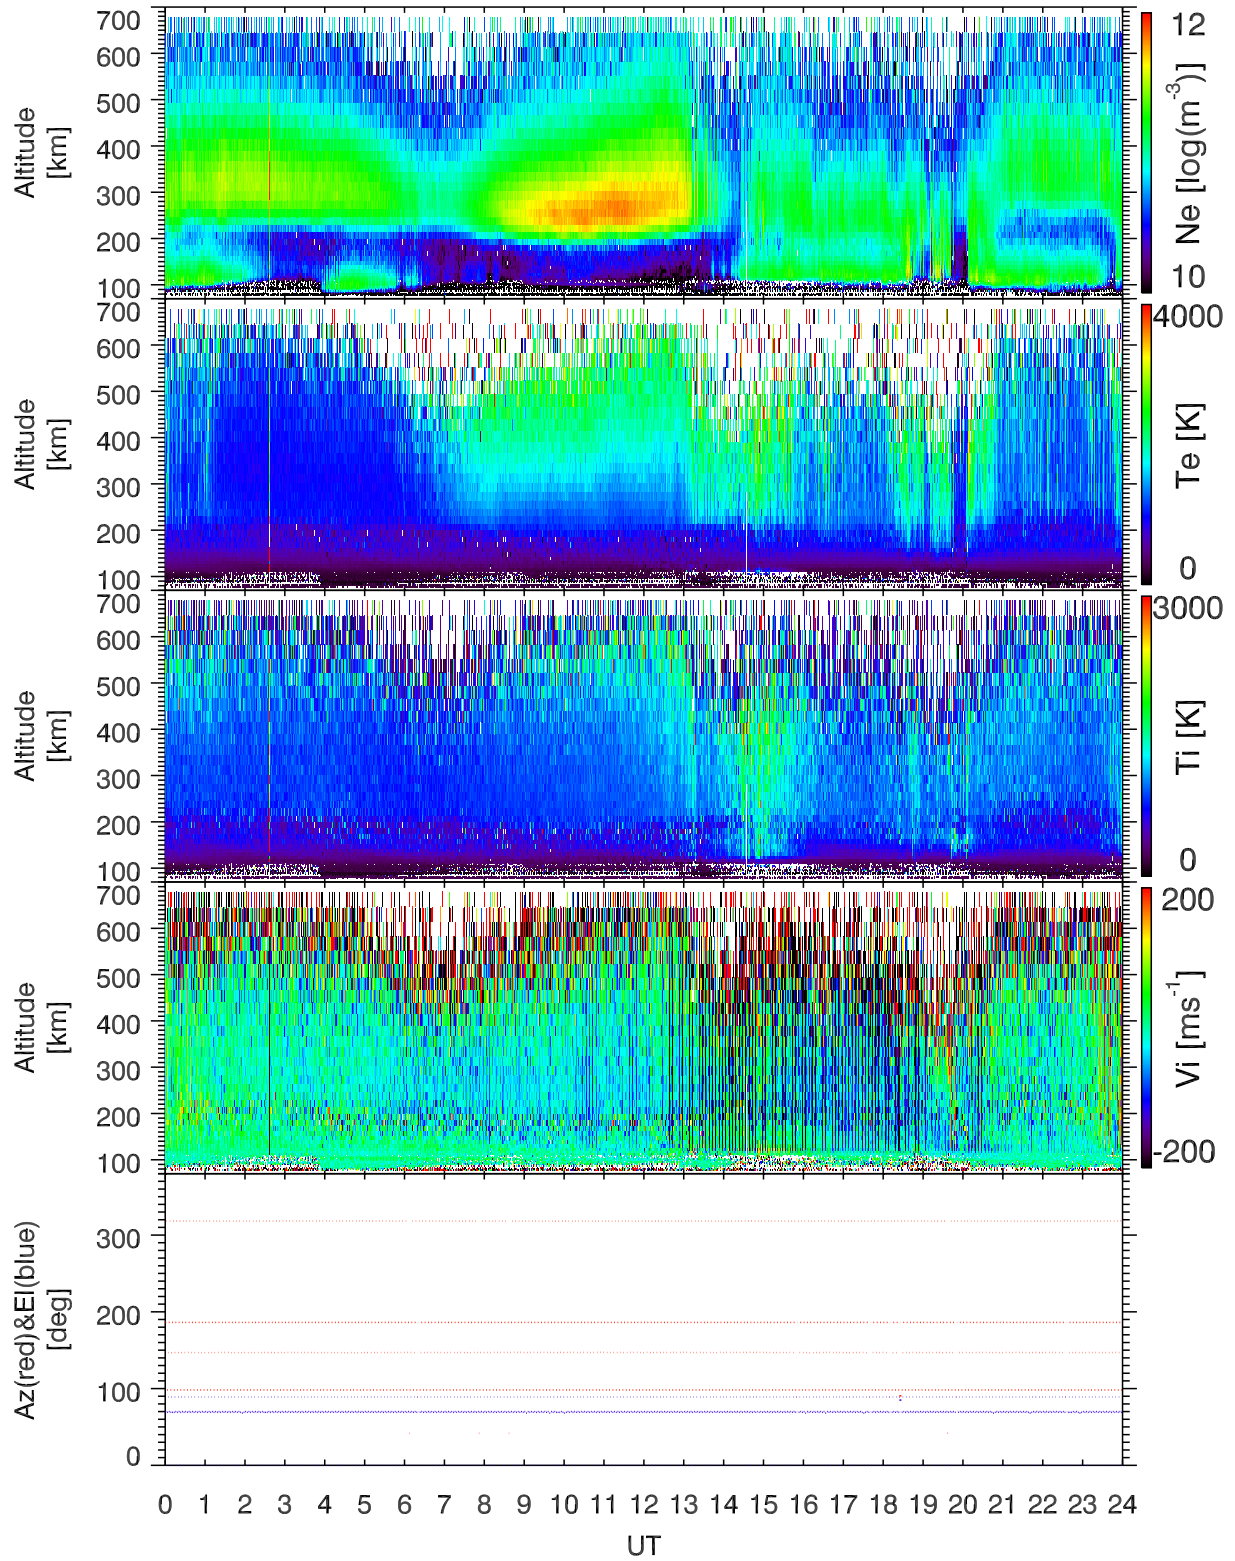 700
600
500
400
300
200
100
Altitude
[km]
12
10
Ne [log(m⁻³)]
700
600
500
400
300
200
100
Altitude
[km]
4000
0
Te [K]
700
600
500
400
300
200
100
Altitude
[km]
3000
0
Ti [K]
600
500
400
300
200
100
Altitude
[km]
200
-200
Vi [ms⁻¹]
300
200
100
0
Az(red)&El(blue)
[deg]
0 1 2 3 4 5 6 7 8 9 10 11 12 13 14 15 16 17 18 19 20 21 22 23 24
UT